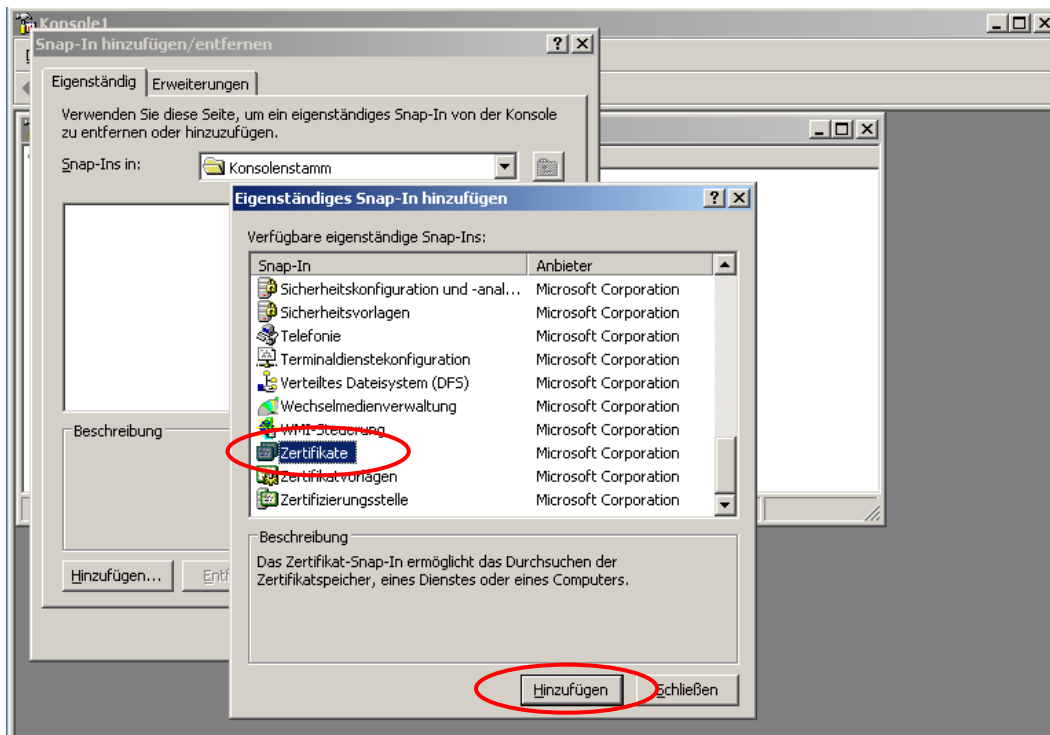 Konsole1
Snap-In hinzufügen/entfernen
Eigenständig
Erweiterungen
Verwenden Sie diese Seite, um ein eigenständiges Snap-In von der Konsole
zu entfernen oder hinzuzufügen.
Snap-Ins in:
Konsolenstamm
Eigenständiges Snap-In hinzufügen
Verfügbare eigenständige Snap-Ins:
Snap-In Anbieter
Sicherheitskonfiguration und -anal... Microsoft Corporation
Sicherheitsvorlagen Microsoft Corporation
Telefonie Microsoft Corporation
Terminaldienstekonfiguration Microsoft Corporation
Verteiltes Dateisystem (DFS) Microsoft Corporation
Wechselmedienverwaltung Microsoft Corporation
WMI-Steuerung Microsoft Corporation
Zertifikate Microsoft Corporation
Zertifikatvorlagen Microsoft Corporation
Zertifizierungsstelle Microsoft Corporation
Beschreibung
Das Zertifikat-Snap-In ermöglicht das Durchsuchen der
Zertifikatspeicher, eines Dienstes oder eines Computers.
Hinzufügen
Schließen
Beschreibung
Hinzufügen...